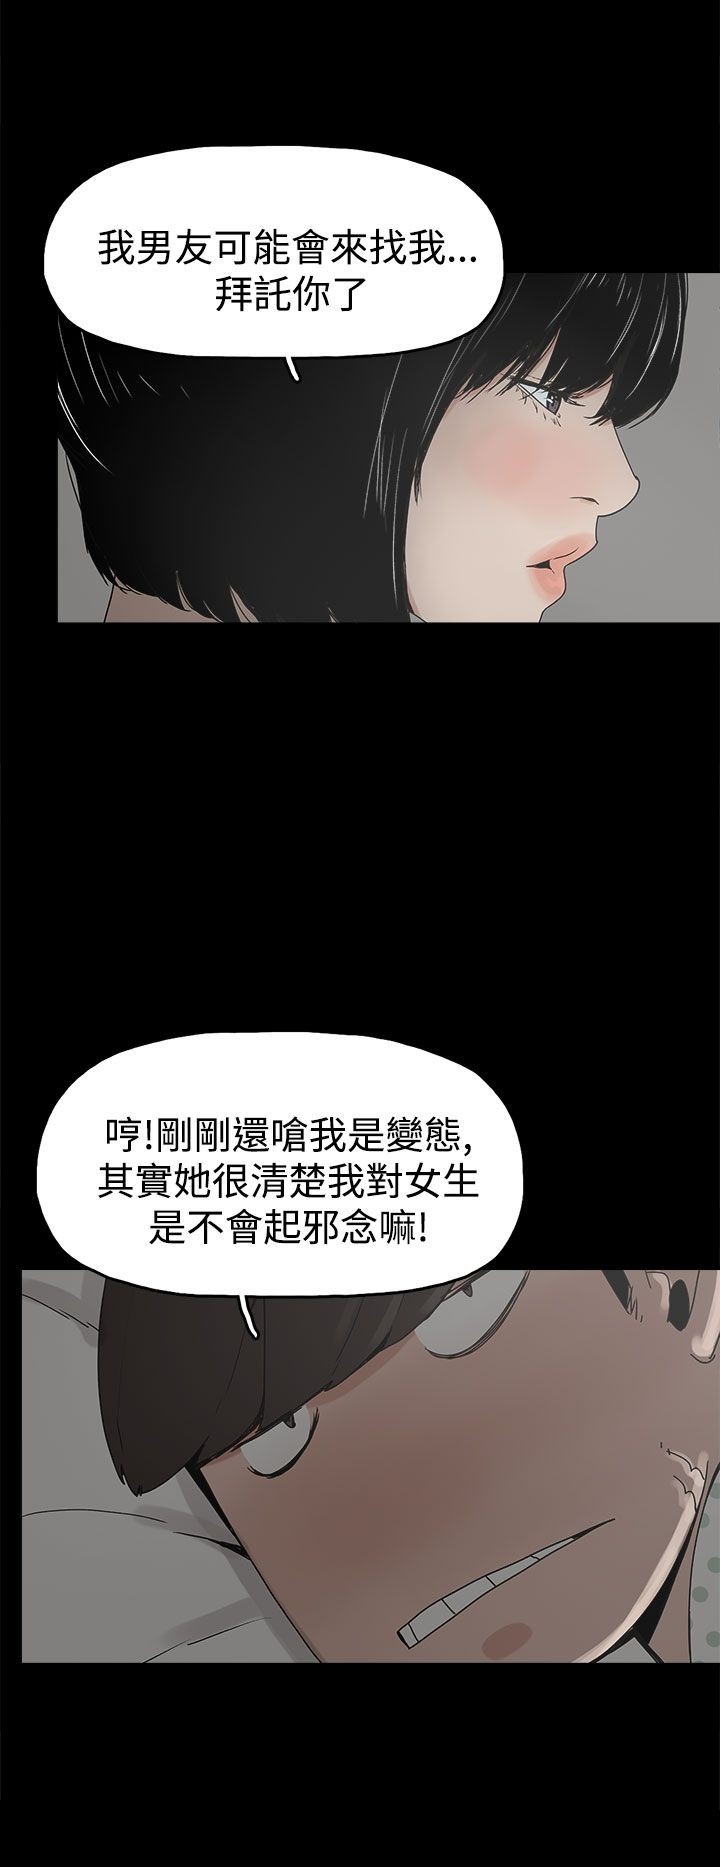 我男友可能會來找我...
拜託你了
哼!剛剛還嗆我是變態,
其實她很清楚我對女生
是不會起邪念嘛!